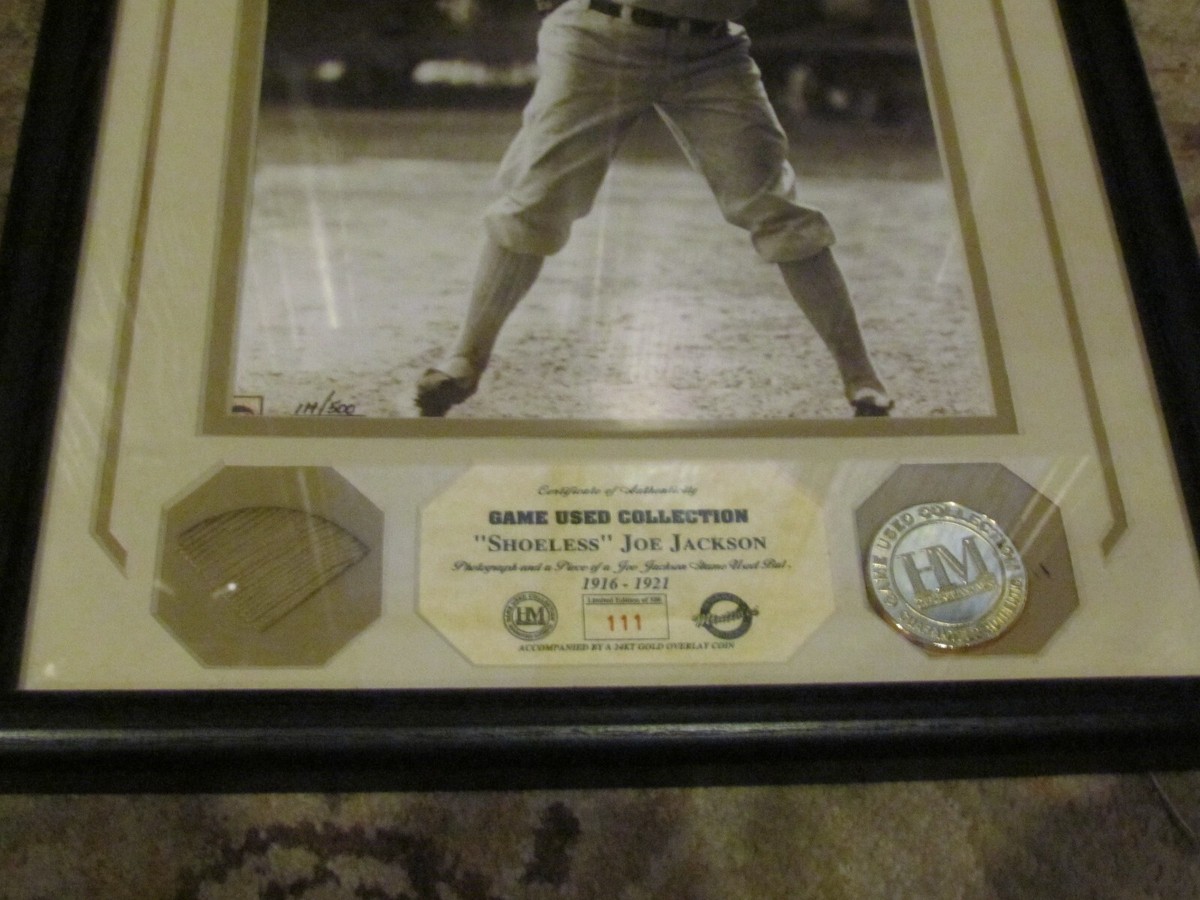 111/500
Certificate of Authenticity
GAME USED COLLECTION
"SHOELESS" JOE JACKSON
Photograph and a Piece of a Joe Jackson Game Used Bat.
1916 - 1921
HM
Limited Edition of 500
111
ACCOMPANIED BY A 24KT GOLD OVERLAY COIN
GAME USED COLLECTION
HM